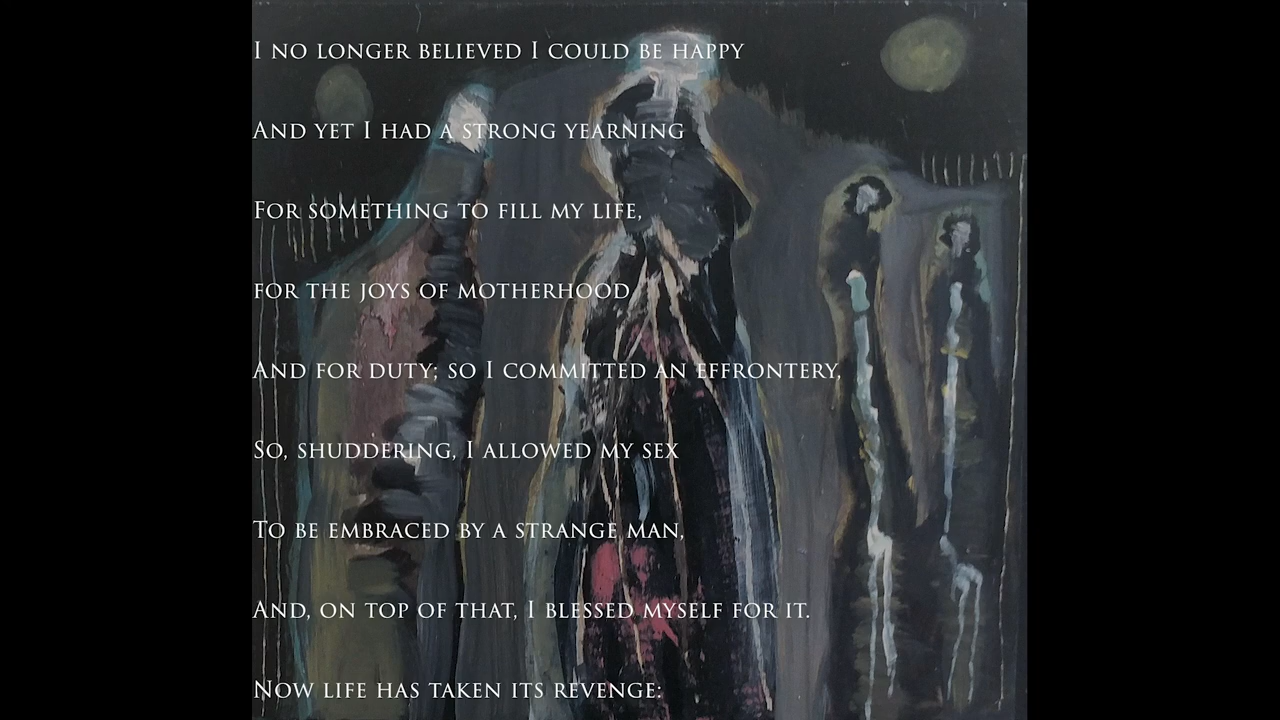 I no longer believed I could be happy
And yet I had a strong yearning
For something to fill my life,
for the joys of motherhood
And for duty; so I committed an effrontery,
So, shuddering, I allowed my sex
To be embraced by a strange man,
And, on top of that, I blessed myself for it.
Now life has taken its revenge: